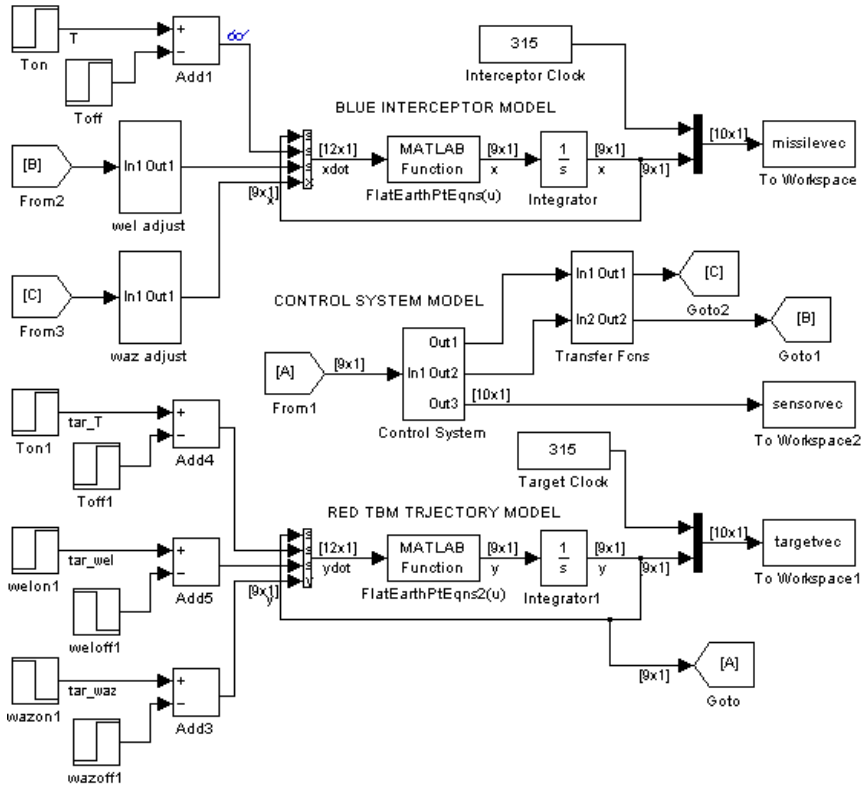 Ton
T
+
−
Add1
Toff
315
Interceptor Clock
BLUE INTERCEPTOR MODEL
[B]
From2
In1 Out1
wel adjust
[12x1]
xdot
MATLAB
Function
FlatEarthPtEqns(u)
[9x1]
x
1
s
Integrator
[9x1]
x
[9x1]
[9x1]
x
[10x1]
missilevec
To Workspace
[C]
From3
In1 Out1
waz adjust
CONTROL SYSTEM MODEL
[A]
From1
[9x1]
Out1
In1 Out2
Out3
Control System
In1 Out1
In2 Out2
Transfer Fcns
[C]
Goto2
[B]
Goto1
[10x1]
sensorvec
To Workspace2
Ton1
tar_T
+
−
Add4
Toff1
315
Target Clock
RED TBM TRJECTORY MODEL
welon1
tar_wel
+
−
Add5
weloff1
[12x1]
ydot
MATLAB
Function
FlatEarthPtEqns2(u)
[9x1]
y
1
s
Integrator1
[9x1]
y
[9x1]
[9x1]
y
[10x1]
targetvec
To Workspace1
wazon1
tar_waz
+
−
Add3
wazoff1
[9x1]
[A]
Goto